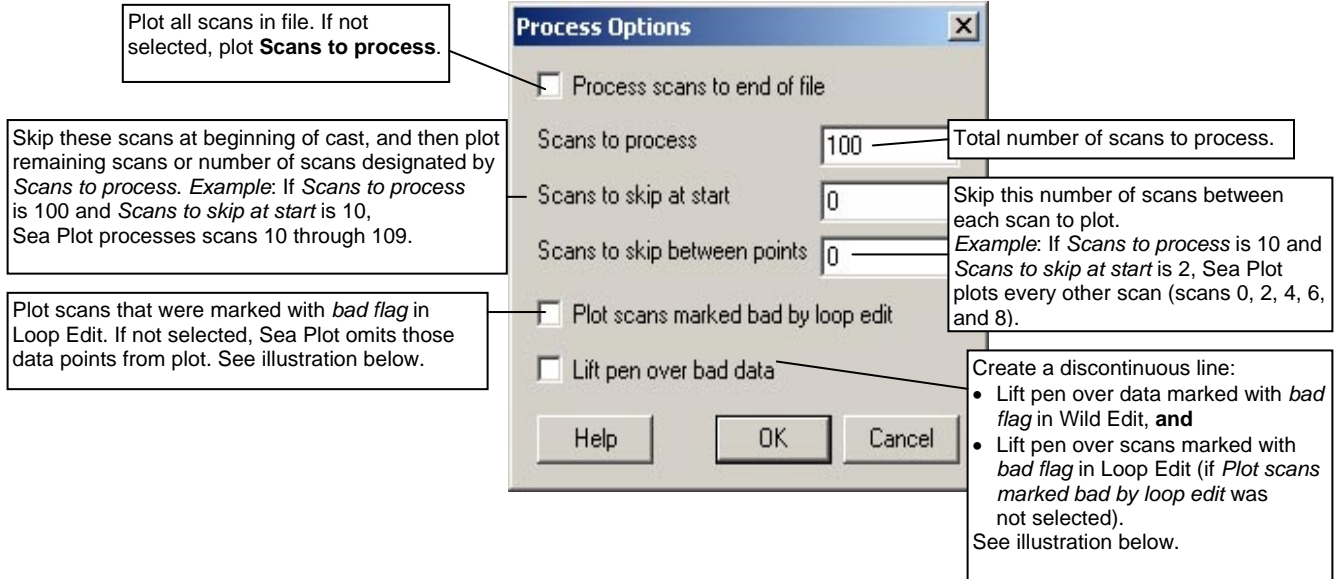 Plot all scans in file. If not
selected, plot Scans to process.
Process Options
Process scans to end of file
Skip these scans at beginning of cast, and then plot
remaining scans or number of scans designated by
Scans to process. Example: If Scans to process
is 100 and Scans to skip at start is 10,
Sea Plot processes scans 10 through 109.
Scans to process
100
Total number of scans to process.
Scans to skip at start
0
Scans to skip between points
0
Skip this number of scans between
each scan to plot.
Example: If Scans to process is 10 and
Scans to skip at start is 2, Sea Plot
plots every other scan (scans 0, 2, 4, 6,
and 8).
Plot scans that were marked with bad flag in
Loop Edit. If not selected, Sea Plot omits those
data points from plot. See illustration below.
Plot scans marked bad by loop edit
Lift pen over bad data
Create a discontinuous line:
• Lift pen over data marked with bad
flag in Wild Edit, and
• Lift pen over scans marked with
bad flag in Loop Edit (if Plot scans
marked bad by loop edit was
not selected).
See illustration below.
Help
OK
Cancel